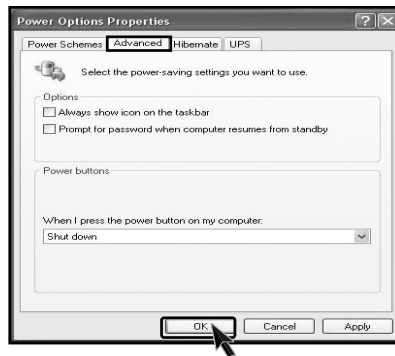 Power Options Properties
Power Schemes Advanced Hibernate UPS
Select the power-saving settings you want to use.
Options
Always show icon on the taskbar
Prompt for password when computer resumes from standby
Power buttons
When I press the power button on my computer:
Shut down
OK Cancel Apply